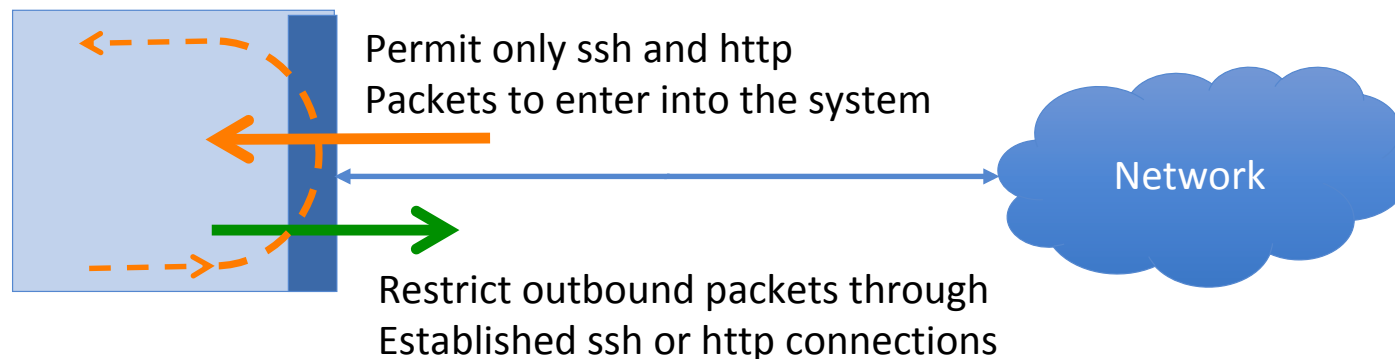 Permit only ssh and http
Packets to enter into the system
Network
Restrict outbound packets through
Established ssh or http connections